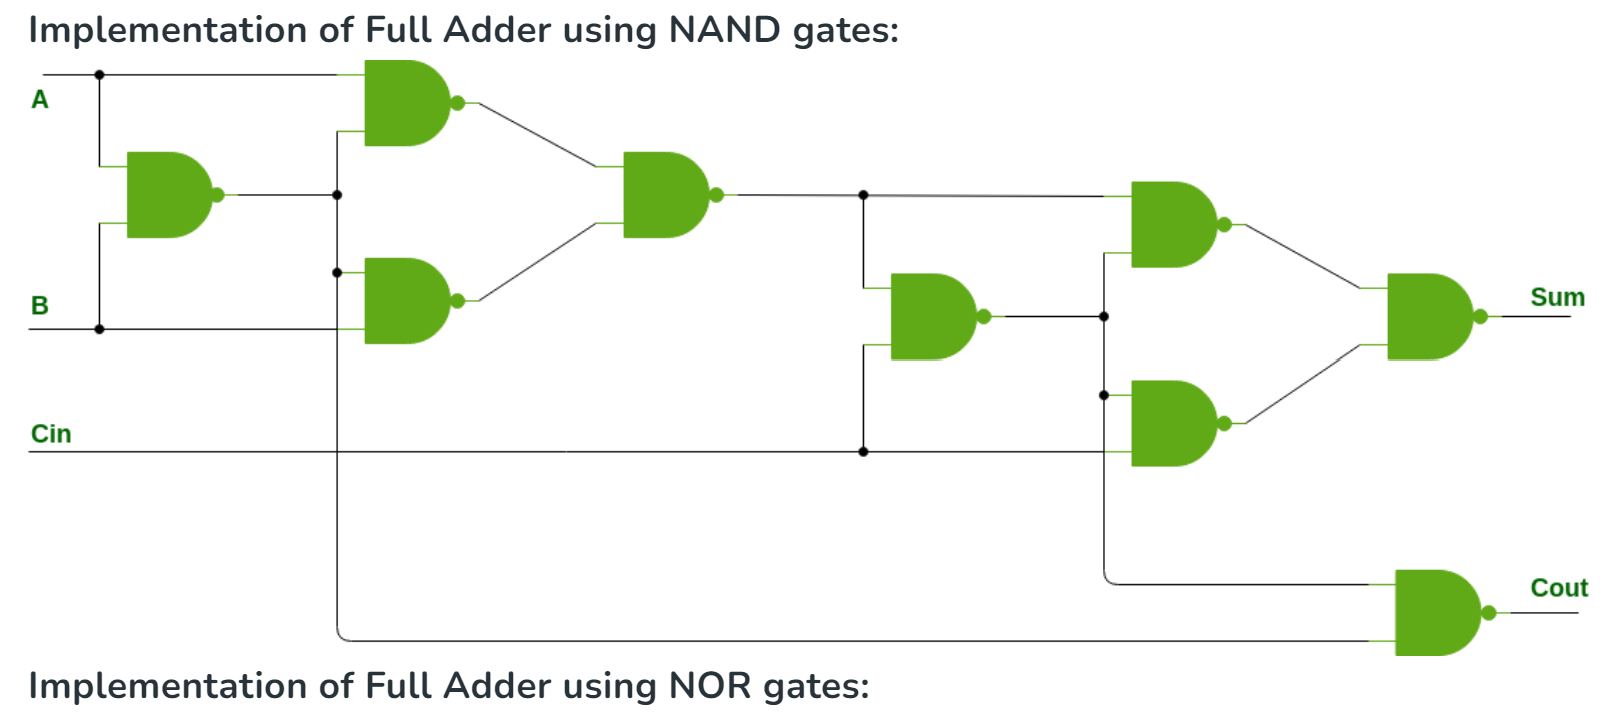 Implementation of Full Adder using NAND gates:
A
B
Sum
Cin
Cout
Implementation of Full Adder using NOR gates: